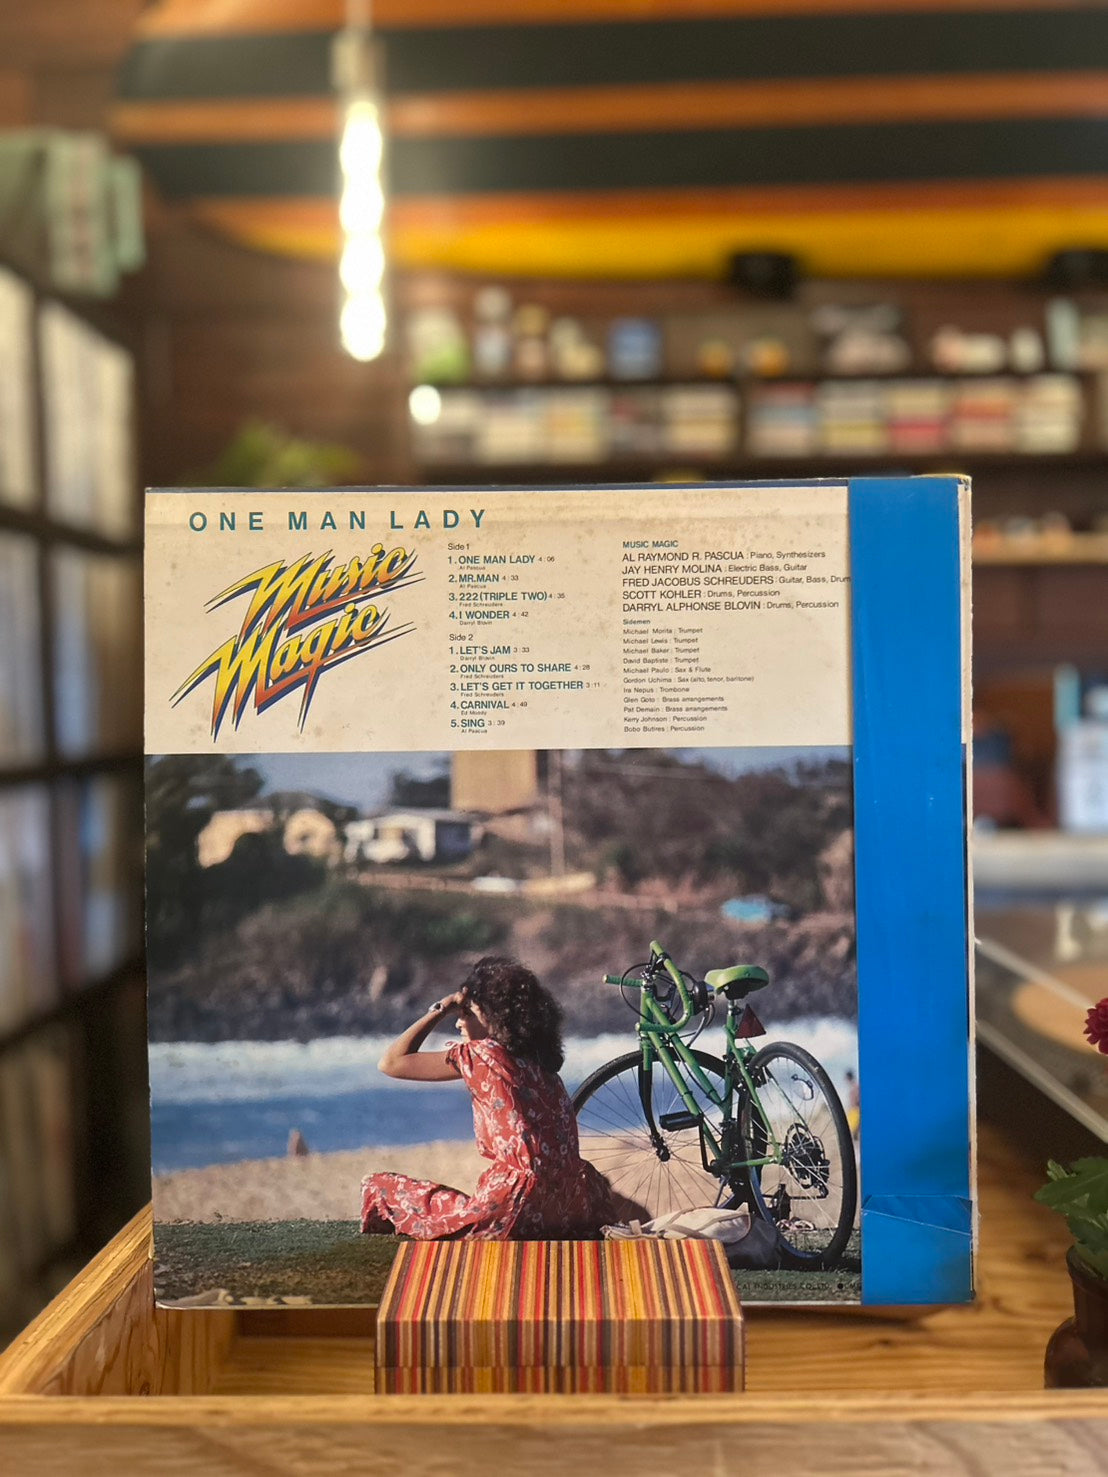 ONE MAN LADY
Music
Magic
Side 1
1. ONE MAN LADY 4:06
Al Pascua
2. MR.MAN 4:33
Al Pascua
3. 222 (TRIPLE TWO) 4:35
Fred Schreuders
4. I WONDER 4:42
Darryl Blovin
Side 2
1. LET'S JAM 3:33
Darryl Blovin
2. ONLY OURS TO SHARE 4:28
Fred Schreuders
3. LET'S GET IT TOGETHER 3:11
Fred Schreuders
4. CARNIVAL 4:49
Ed Moody
5. SING 3:39
Al Pascua
MUSIC MAGIC
AL RAYMOND R. PASCUA : Piano, Synthesizers
JAY HENRY MOLINA : Electric Bass, Guitar
FRED JACOBUS SCHREUDERS : Guitar, Bass, Drum
SCOTT KOHLER : Drums, Percussion
DARRYL ALPHONSE BLOVIN : Drums, Percussion
Sidemen
Michael Morita : Trumpet
Michael Lewis : Trumpet
Michael Baker : Trumpet
David Baptiste : Trumpet
Michael Paulo : Sax & Flute
Gordon Uchima : Sax (alto, tenor, baritone)
Ira Nepus : Trombone
Glen Goto : Brass arrangements
Pat Demain : Brass arrangements
Kerry Johnson : Percussion
Bobo Butires : Percussion